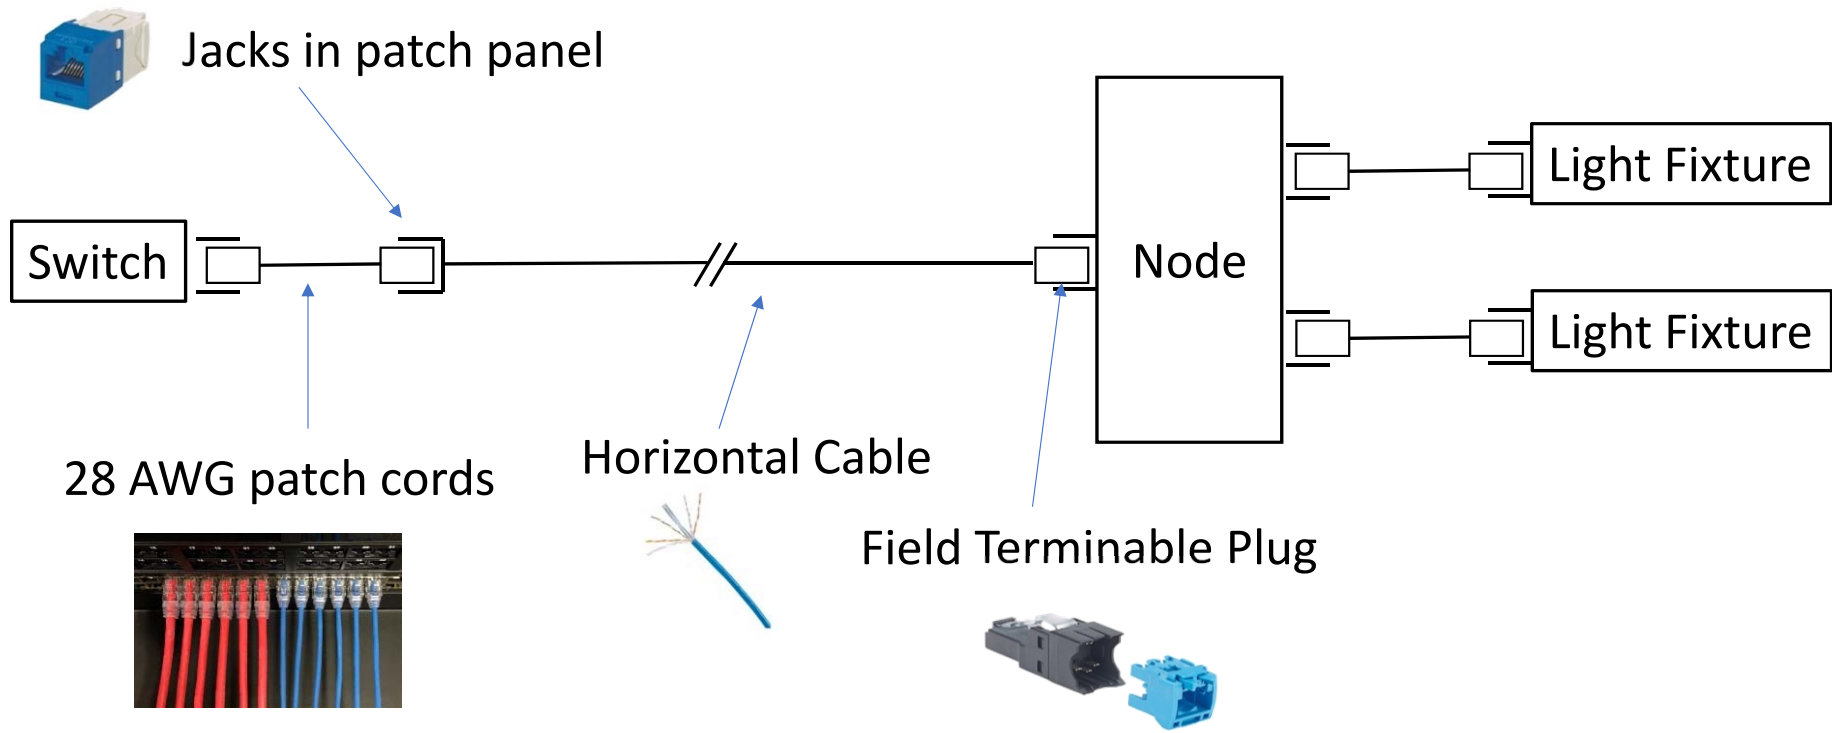 Jacks in patch panel
Switch
Node
Light Fixture
Light Fixture
28 AWG patch cords
Horizontal Cable
Field Terminable Plug